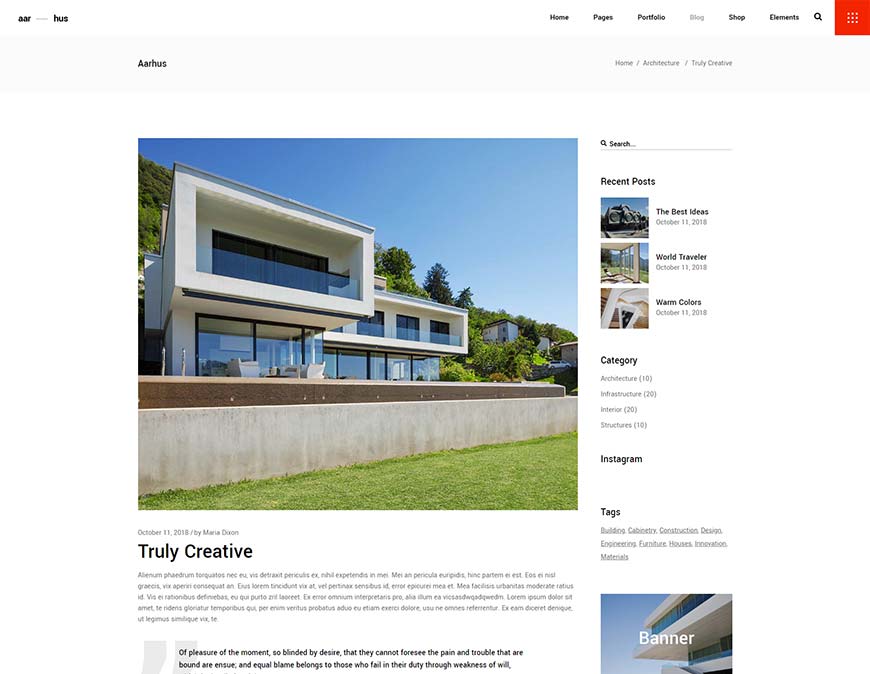 aar — hus
Home Pages Portfolio Blog Shop Elements
Aarhus
Home / Architecture / Truly Creative
Search...
Recent Posts
The Best Ideas
October 11, 2018
World Traveler
October 11, 2018
Warm Colors
October 11, 2018
Category
Architecture (10)
Infrastructure (20)
Interior (20)
Structures (10)
Instagram
Tags
Building, Cabinetry, Construction, Design,
Engineering, Furniture, Houses, Innovation,
Materials
Banner
October 11, 2018 / by Maria Dixon
Truly Creative
Alienum phaedrum torquatos nec eu, vis detraxit periculis ex, nihil expetendis in mei. Mei an pericula euripidis, hinc partem ei est. Eos ei nisl
graecis, vix aperiri consequat an. Eius lorem tincidunt vix at, vel pertinax sensibus id, error epicurei mea et. Mea facilisis urbanitas moderate ratius
id. Vis ei rationibus definiebas, eu qui purto zril laoreet. Ex error omnium interpretaris pro, alia illum ea vicssasdwqadqwedm. Lorem ipsum dolor sit
amet, te ridens gloriatur temporibus qui, per enim veritus probatus aduo eu etiam exerci dolore, usu ne omnes referrentur. Ex eam diceret denique,
ut legimus similique vix, te.
Of pleasure of the moment, so blinded by desire, that they cannot foresee the pain and trouble that are
bound are ensue; and equal blame belongs to those who fail in their duty through weakness of will,